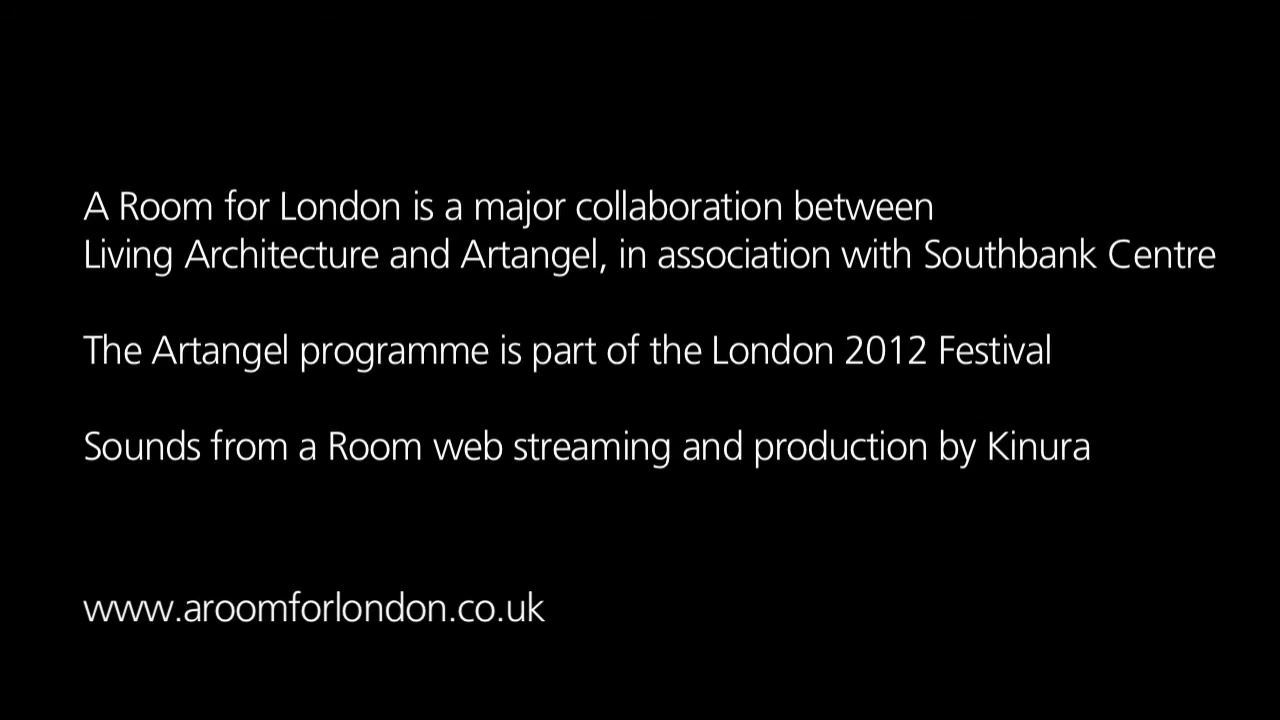 A Room for London is a major collaboration between
Living Architecture and Artangel, in association with Southbank Centre
The Artangel programme is part of the London 2012 Festival
Sounds from a Room web streaming and production by Kinura
www.aroomforlondon.co.uk